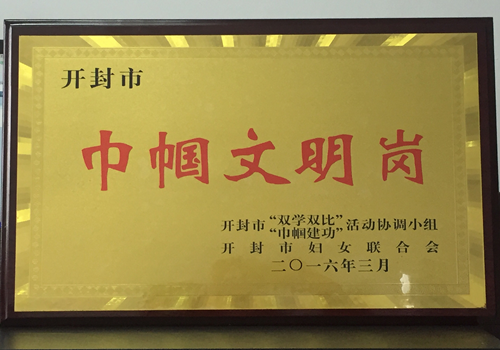 开封市
巾帼文明岗
开封市“双学双比”活动协调小组
“巾帼建功”
开封市妇女联合会
二〇一六年三月